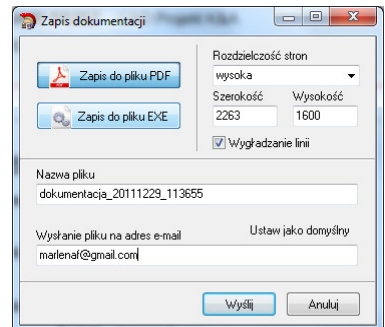 Zapis dokumentacji
Zapis do pliku PDF
Zapis do pliku EXE
Rozdzielczość stron
wysoka
Szerokość Wysokość
2263 1600
Wygładzanie linii
Nazwa pliku
dokumentacja_20111229_113655
Wysłanie pliku na adres e-mail Ustaw jako domyślny
marlenaf@gmail.com
Wyślij Anuluj